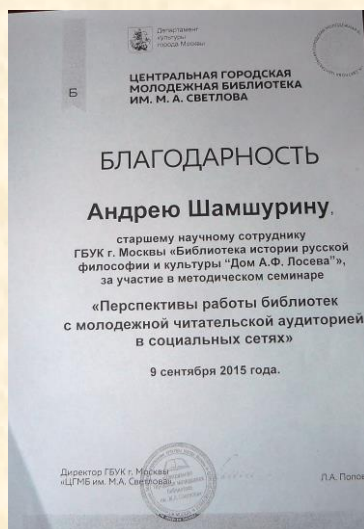 Департамент
культуры
города Москвы
Б
ЦЕНТРАЛЬНАЯ ГОРОДСКАЯ
МОЛОДЕЖНАЯ БИБЛИОТЕКА
ИМ. М. А. СВЕТЛОВА
БЛАГОДАРНОСТЬ
Андрею Шамшурину,
старшему научному сотруднику
ГБУК г. Москвы «Библиотека истории русской
философии и культуры "Дом А.Ф. Лосева"»,
за участие в методическом семинаре
«Перспективы работы библиотек
с молодежной читательской аудиторией
в социальных сетях»
9 сентября 2015 года.
Директор ГБУК г. Москвы
«ЦГМБ им. М.А. Светлова»
Л.А.